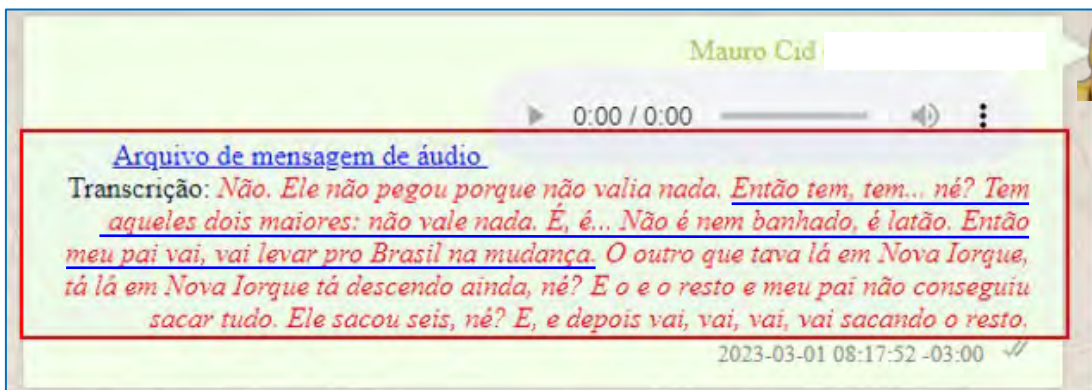 Mauro Cid
0:00 / 0:00
Arquivo de mensagem de áudio
Transcrição: Não. Ele não pegou porque não valia nada. Então tem, tem... né? Tem
aqueles dois maiores: não vale nada. É, é... Não é nem banhado, é latão. Então
meu pai vai, vai levar pro Brasil na mudança. O outro que tava lá em Nova Iorque,
tá lá em Nova Iorque tá descendo ainda, né? E o e o resto e meu pai não conseguiu
sacar tudo. Ele sacou seis, né? E, e depois vai, vai, vai, vai sacando o resto.
2023-03-01 08:17:52 -03:00